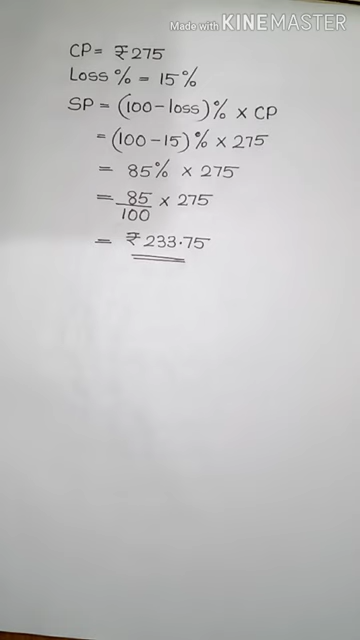 Made with KINEMASTER
CP = ₹275
Loss % = 15%
SP = (100-loss)% x CP
= (100-15)% x 275
= 85% x 275
= 85/100 x 275
= ₹233.75